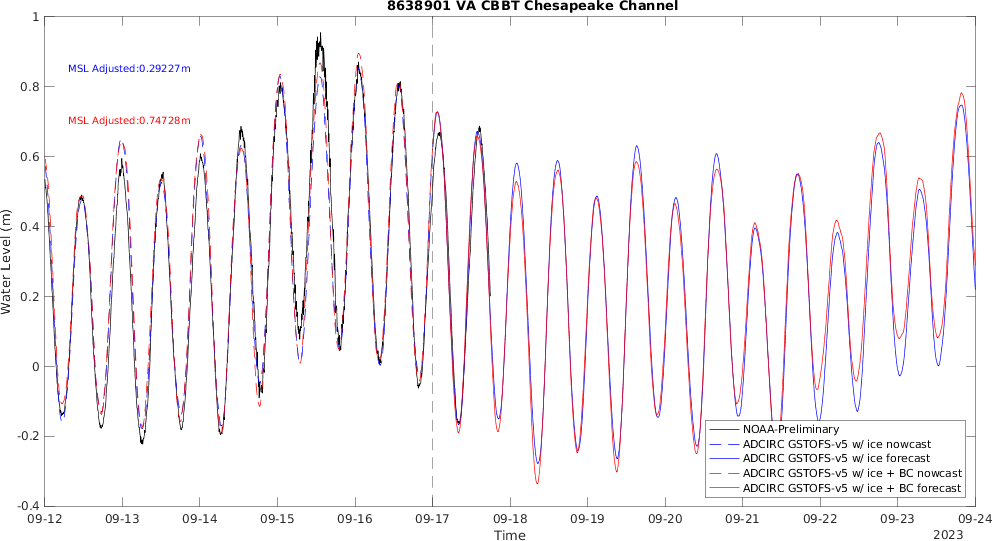 8638901 VA CBBT Chesapeake Channel
1
0.8
0.6
0.4
0.2
0
-0.2
-0.4
Water Level (m)
MSL Adjusted:0.29227m
MSL Adjusted:0.74728m
NOAA-Preliminary
ADCIRC GSTOFS-v5 w/ ice nowcast
ADCIRC GSTOFS-v5 w/ ice forecast
ADCIRC GSTOFS-v5 w/ ice + BC nowcast
ADCIRC GSTOFS-v5 w/ ice + BC forecast
09-12 09-13 09-14 09-15 09-16 09-17 09-18 09-19 09-20 09-21 09-22 09-23 09-24
Time
2023